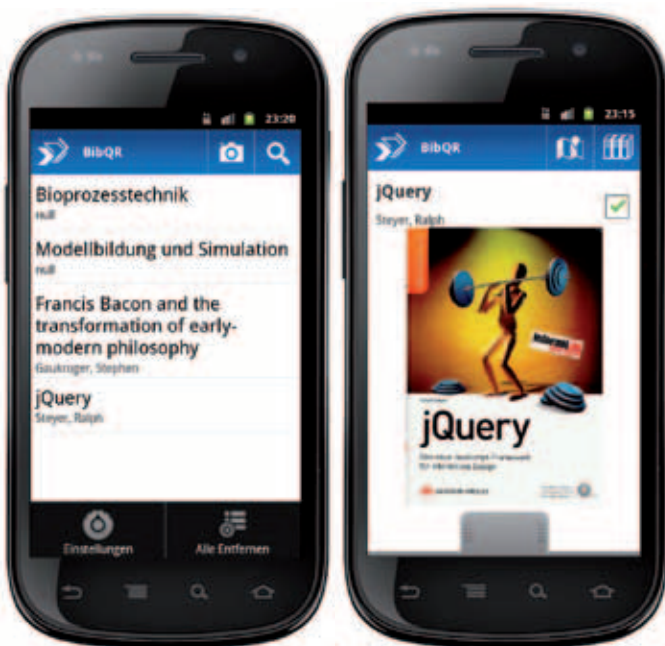 23:20
BibQR
Bioprozesstechnik
null
Modellbildung und Simulation
null
Francis Bacon and the
transformation of early-
modern philosophy
Gaukroger, Stephen
jQuery
Steyer, Ralph
Einstellungen
Alle Entfernen
23:15
BibQR
jQuery
Steyer, Ralph
jQuery